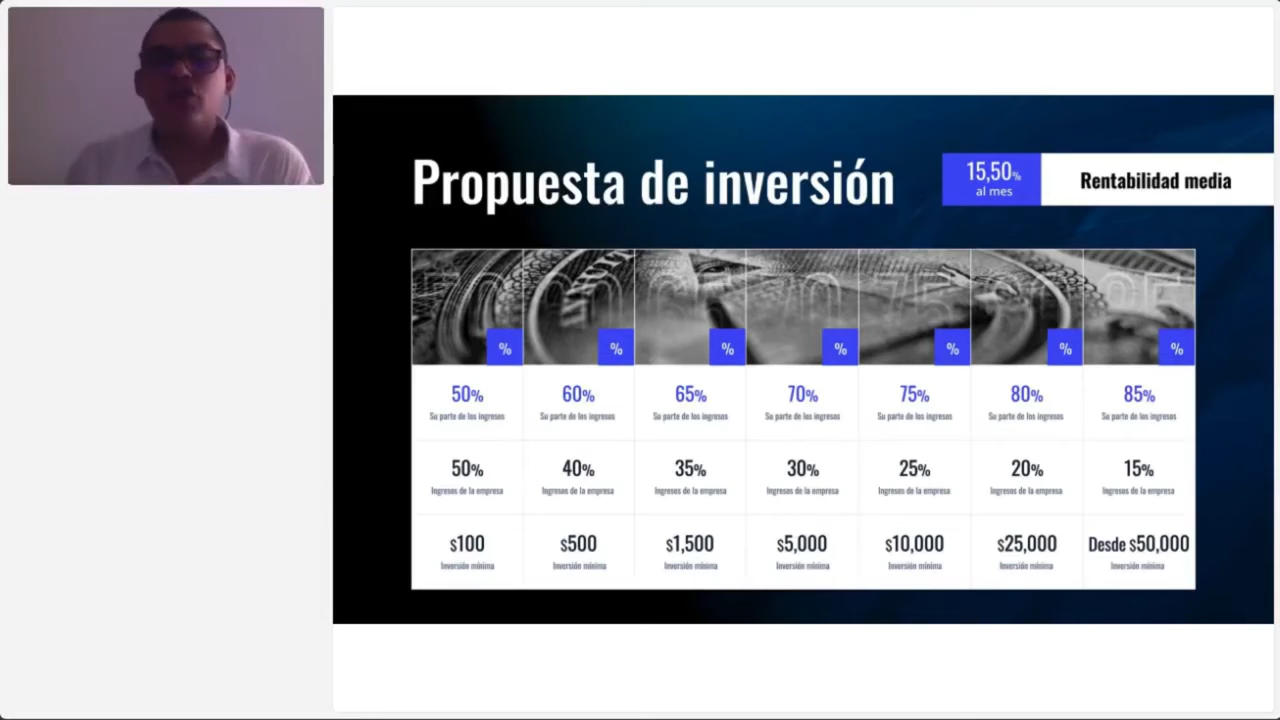 Propuesta de inversión
15,50%
al mes
Rentabilidad media
% % % % % % %
50% 60% 65% 70% 75% 80% 85%
Su parte de los ingresos Su parte de los ingresos Su parte de los ingresos Su parte de los ingresos Su parte de los ingresos Su parte de los ingresos Su parte de los ingresos
50% 40% 35% 30% 25% 20% 15%
Ingresos de la empresa Ingresos de la empresa Ingresos de la empresa Ingresos de la empresa Ingresos de la empresa Ingresos de la empresa Ingresos de la empresa
$100 $500 $1,500 $5,000 $10,000 $25,000 Desde $50,000
Inversión mínima Inversión mínima Inversión mínima Inversión mínima Inversión mínima Inversión mínima Inversión mínima